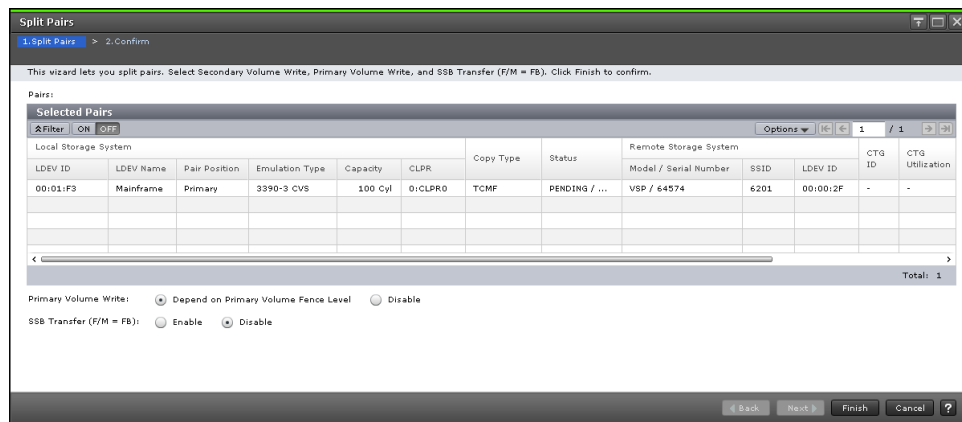 Split Pairs
1.Split Pairs > 2.Confirm
This wizard lets you split pairs. Select Secondary Volume Write, Primary Volume Write, and SSB Transfer (F/M = FB). Click Finish to confirm.
Pairs:
Selected Pairs
Filter ON OFF Options 1 / 1
Local Storage System Copy Type Status Remote Storage System CTG ID CTG Utilization
LDEV ID LDEV Name Pair Position Emulation Type Capacity CLPR Model / Serial Number SSID LDEV ID
00:01:F3 Mainframe Primary 3390-3 CVS 100 Cyl 0:CLPR0 TCMF PENDING / ... VSP / 64574 6201 00:00:2F - -
Total: 1
Primary Volume Write: Depend on Primary Volume Fence Level Disable
SSB Transfer (F/M = FB): Enable Disable
Back Next Finish Cancel ?